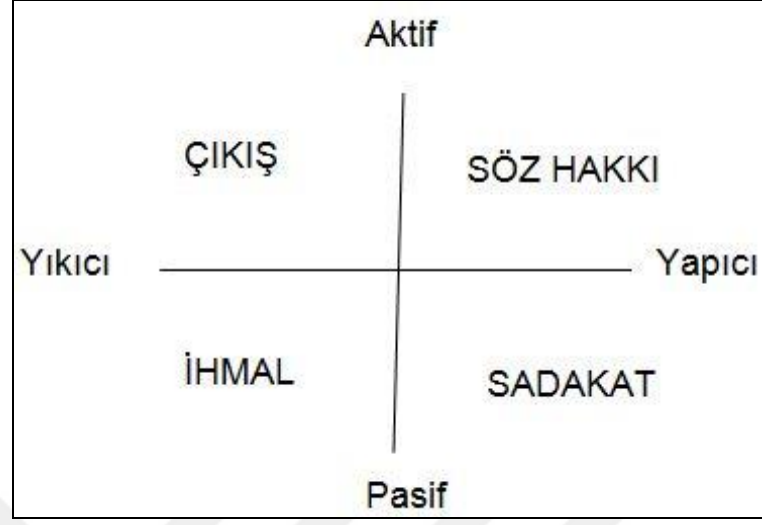 Aktif
ÇIKIŞ
SÖZ HAKKI
Yıkıcı
Yapıcı
İHMAL
SADAKAT
Pasif